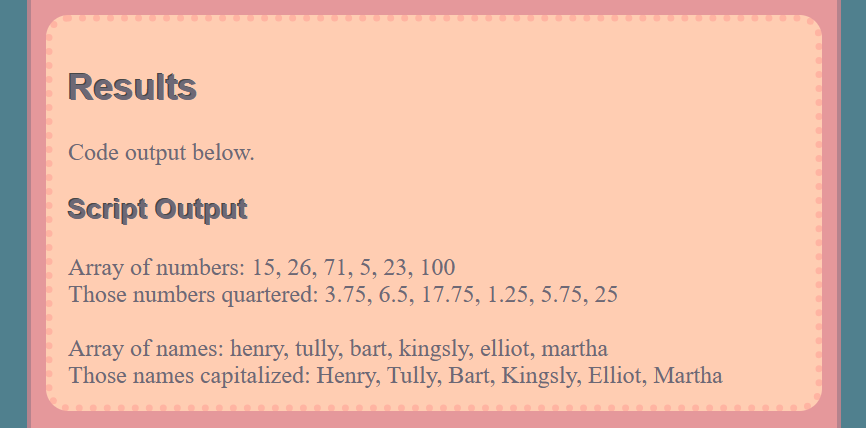 Results
Code output below.
Script Output
Array of numbers: 15, 26, 71, 5, 23, 100
Those numbers quartered: 3.75, 6.5, 17.75, 1.25, 5.75, 25
Array of names: henry, tully, bart, kingsly, elliot, martha
Those names capitalized: Henry, Tully, Bart, Kingsly, Elliot, Martha